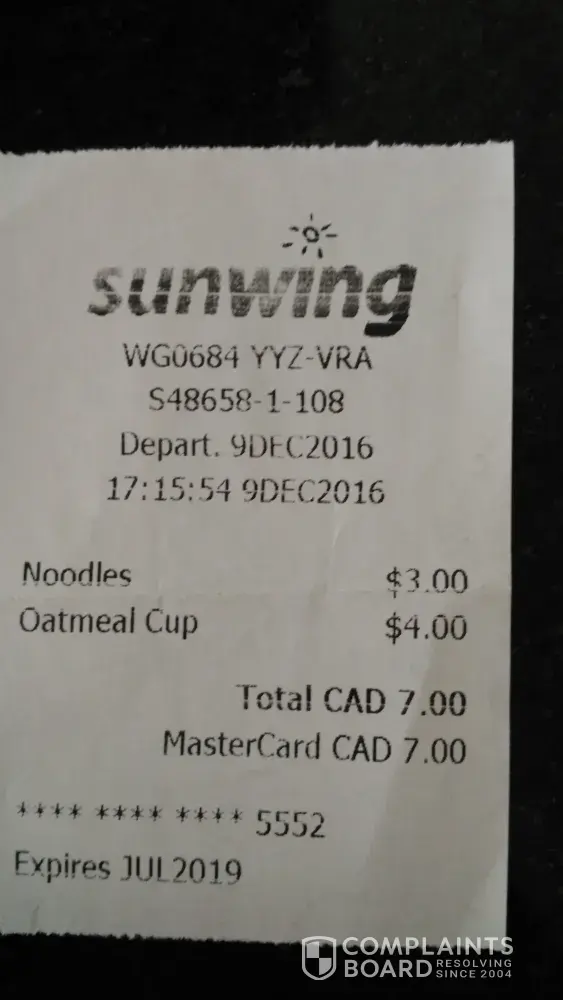 sunwing
WG0684 YYZ-VRA
S48658-1-108
Depart. 9DEC2016
17:15:54 9DEC2016
Noodles $3.00
Oatmeal Cup $4.00
Total CAD 7.00
MasterCard CAD 7.00
**** **** **** 5552
Expires JUL2019
COMPLAINTS
BOARD RESOLVING
SINCE 2004